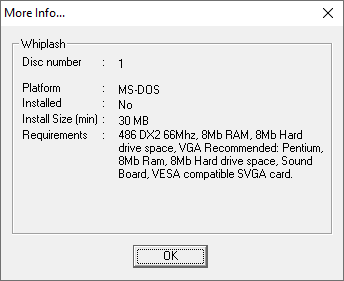 More Info...
Whiplash
Disc number : 1
Platform : MS-DOS
Installed : No
Install Size (min) : 30 MB
Requirements : 486 DX2 66Mhz, 8Mb RAM, 8Mb Hard
drive space, VGA Recommended: Pentium,
8Mb Ram, 8Mb Hard drive space, Sound
Board, VESA compatible SVGA card.
OK